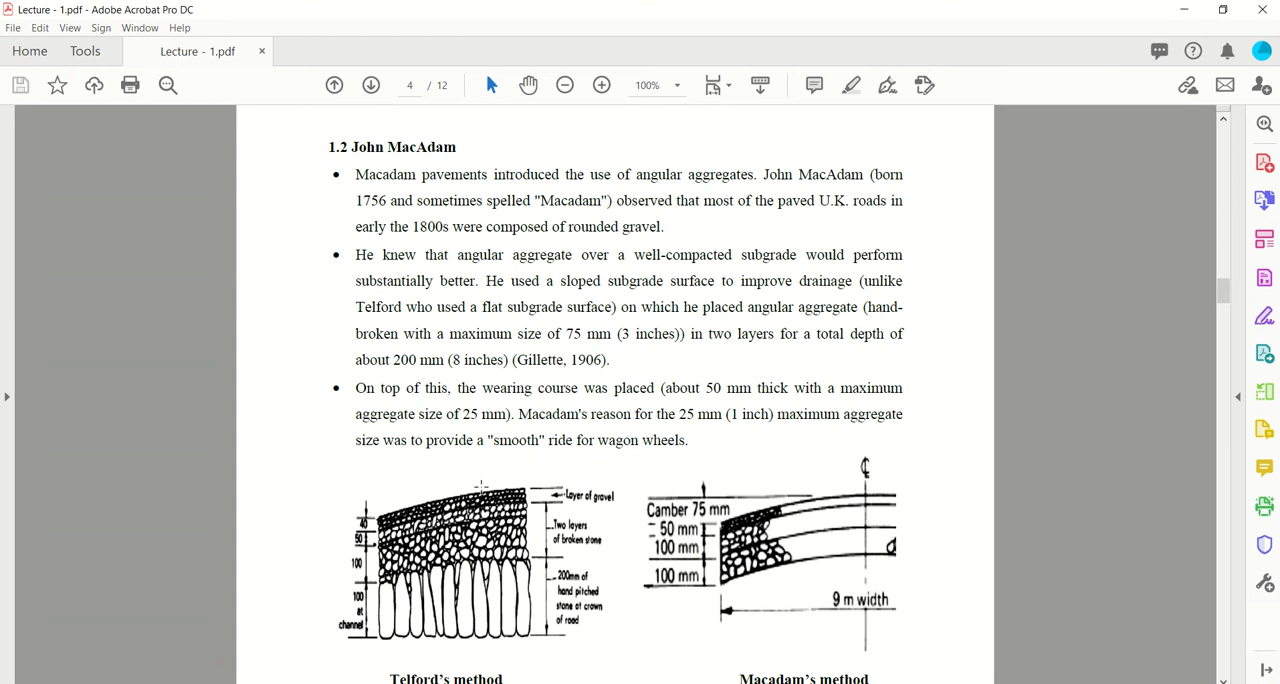 Lecture - 1.pdf - Adobe Acrobat Pro DC
File Edit View Sign Window Help
Home Tools Lecture - 1.pdf ×
4 / 12 100%
1.2 John MacAdam
• Macadam pavements introduced the use of angular aggregates. John MacAdam (born
1756 and sometimes spelled "Macadam") observed that most of the paved U.K. roads in
early the 1800s were composed of rounded gravel.
• He knew that angular aggregate over a well-compacted subgrade would perform
substantially better. He used a sloped subgrade surface to improve drainage (unlike
Telford who used a flat subgrade surface) on which he placed angular aggregate (hand-
broken with a maximum size of 75 mm (3 inches)) in two layers for a total depth of
about 200 mm (8 inches) (Gillette, 1906).
• On top of this, the wearing course was placed (about 50 mm thick with a maximum
aggregate size of 25 mm). Macadam's reason for the 25 mm (1 inch) maximum aggregate
size was to provide a "smooth" ride for wagon wheels.
40
50
100
100
at
channel
Layer of gravel
Two layers
of broken stone
200mm of
hand pitched
stone at crown
of road
Camber 75 mm
50 mm
100 mm
100 mm
9 m width
Telford's method Macadam's method